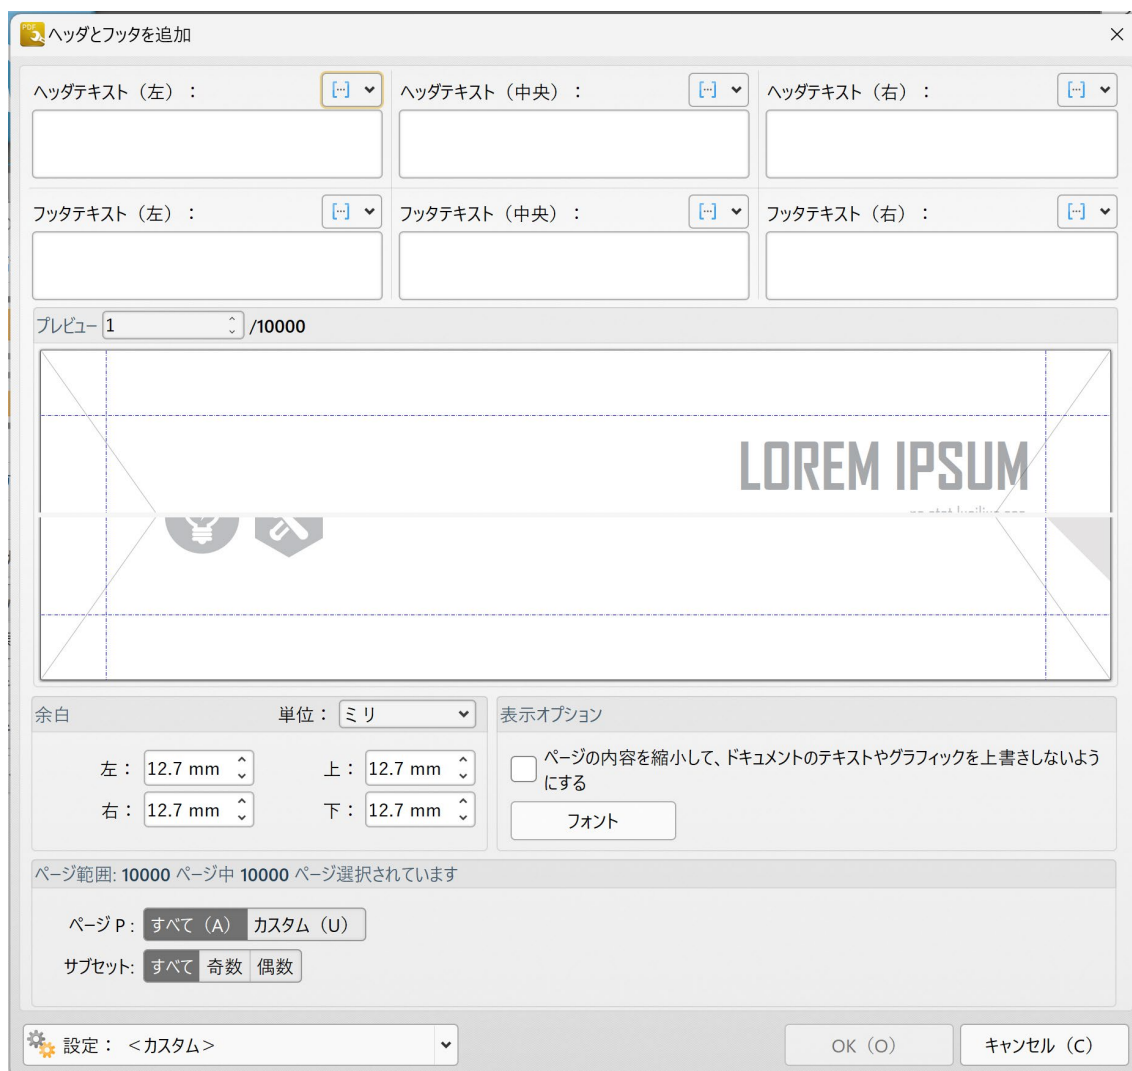 PDF
ヘッダとフッタを追加
ヘッダテキスト（左）：
ヘッダテキスト（中央）：
ヘッダテキスト（右）：
フッタテキスト（左）：
フッタテキスト（中央）：
フッタテキスト（右）：
プレビュー 1 /10000
LOREM IPSUM
余白 単位： ミリ
表示オプション
左： 12.7 mm 上： 12.7 mm
右： 12.7 mm 下： 12.7 mm
ページの内容を縮小して、ドキュメントのテキストやグラフィックを上書きしないよう
にする
フォント
ページ範囲: 10000 ページ中 10000 ページ選択されています
ページ P : すべて（A） カスタム（U）
サブセット: すべて 奇数 偶数
設定： <カスタム>
OK（O） キャンセル（C）